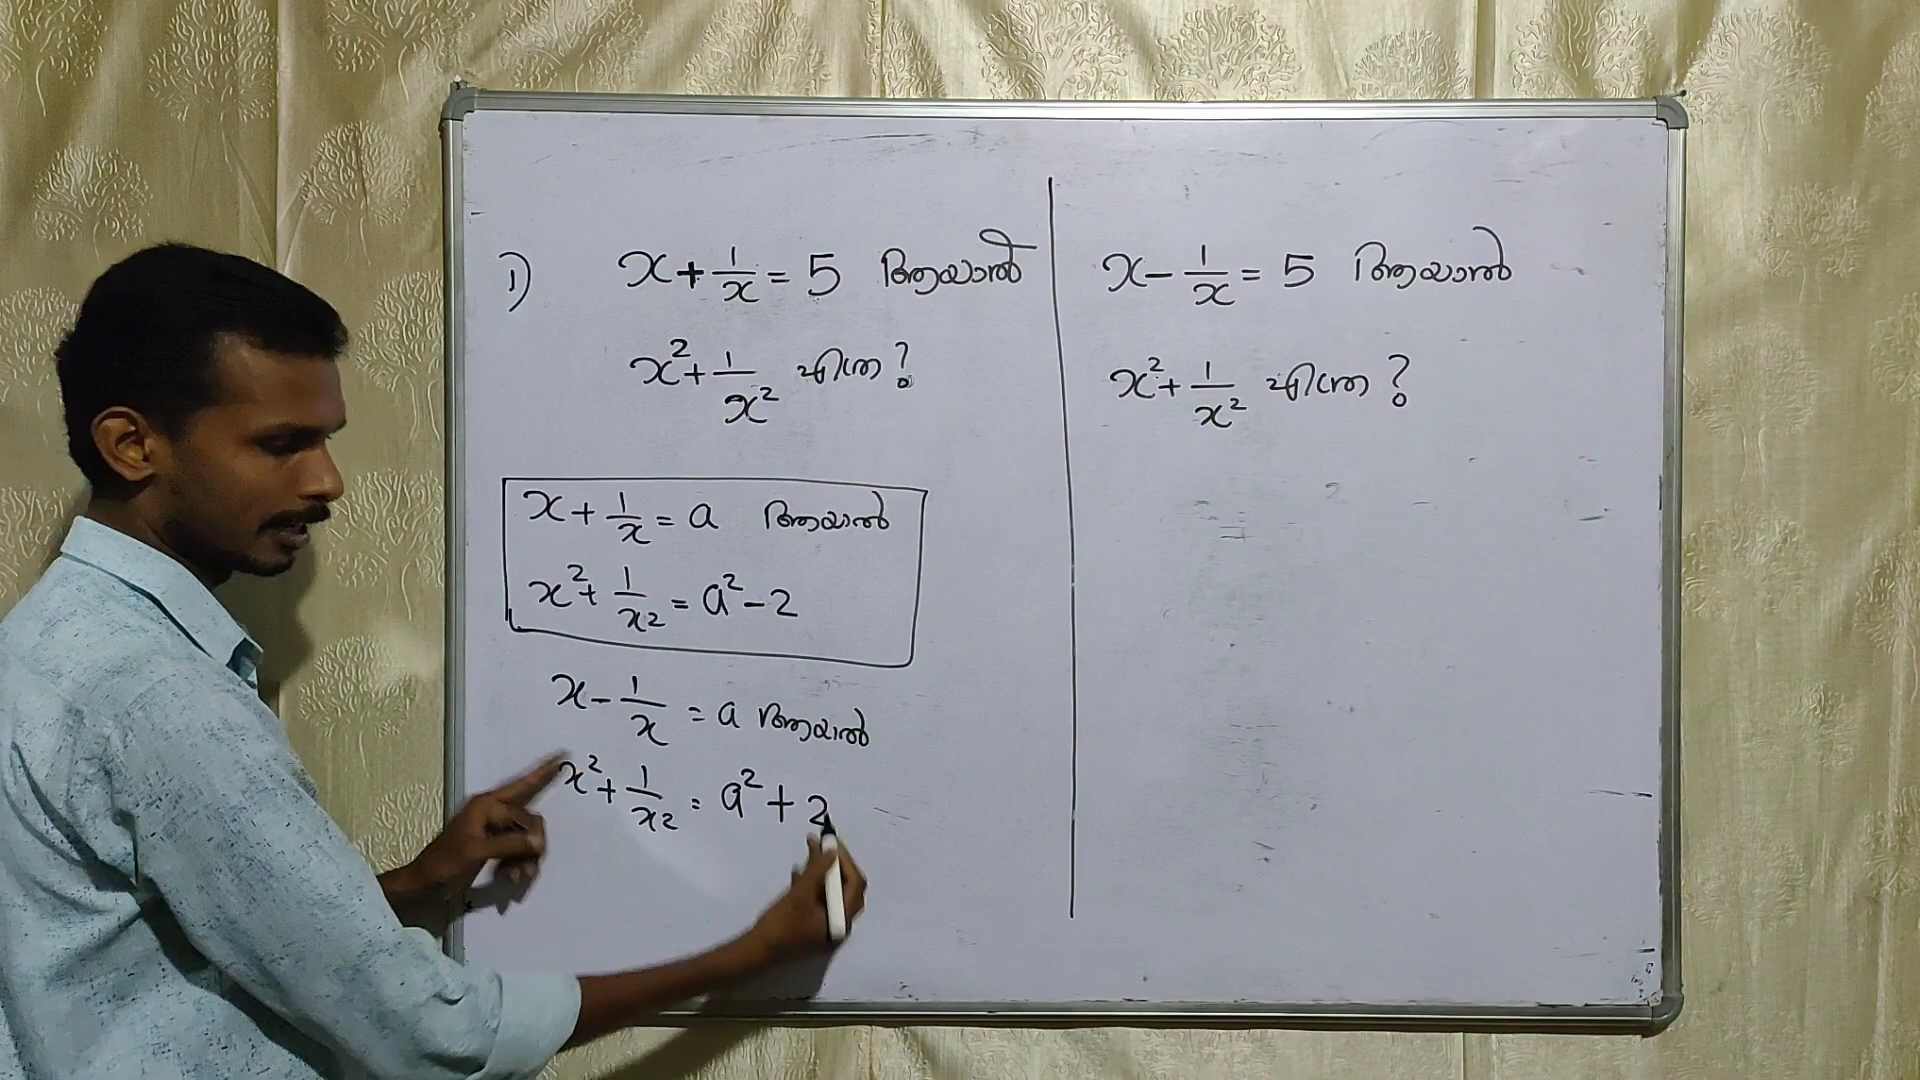 1) x + 1/x = 5 ആയാൽ
x² + 1/x² എത്ര?
x + 1/x = a ആയാൽ
x² + 1/x² = a² - 2
x - 1/x = a ആയാൽ
x² + 1/x² = a² + 2
x - 1/x = 5 ആയാൽ
x² + 1/x² എത്ര?